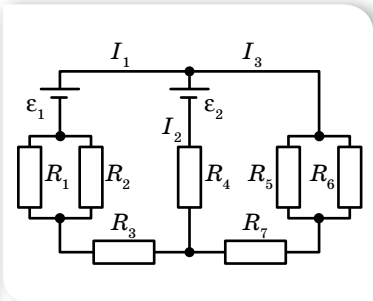 I₁ I₃
ε₁ ε₂
I₂
R₁ R₂ R₄ R₅ R₆
R₃ R₇